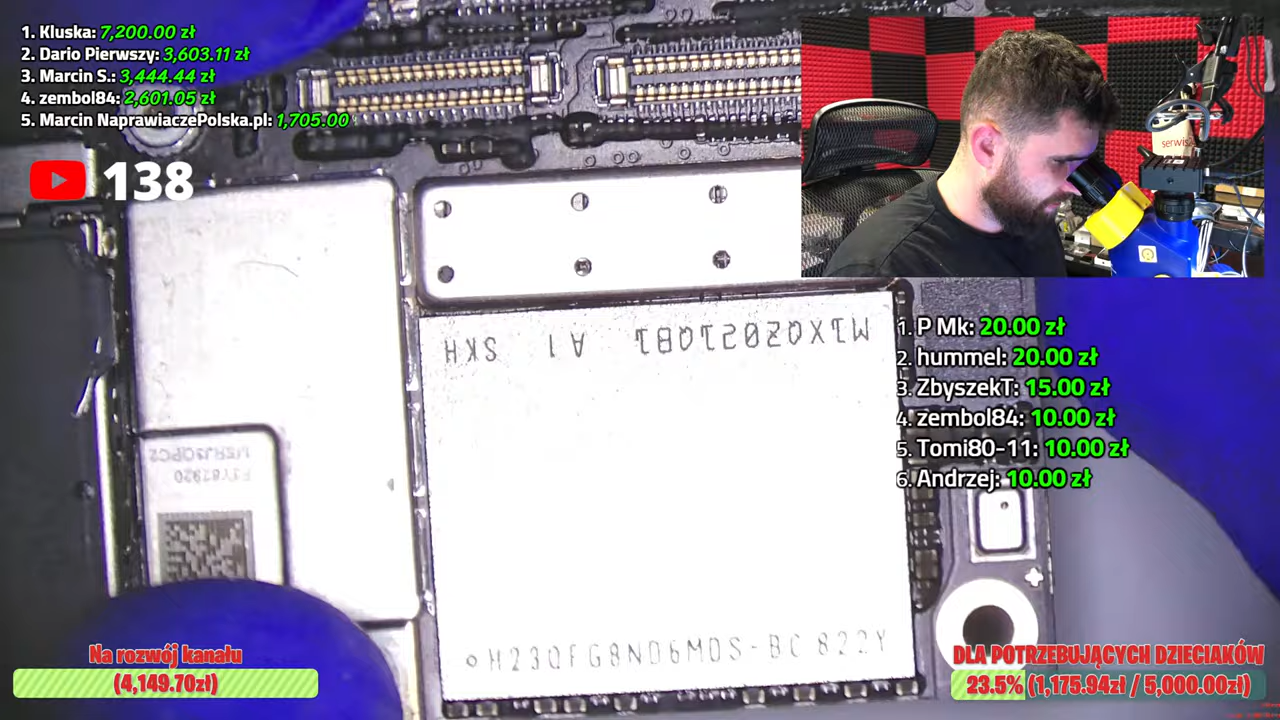 1. Kluska: 7,200.00 zł
2. Dario Pierwszy: 3,603.11 zł
3. Marcin S.: 3,444.44 zł
4. zembol84: 2,601.05 zł
5. Marcin NaprawiaczePolska.pl: 1,705.00
138
serwis
SKH A1 M1XQZ021QB1
1. P Mk: 20.00 zł
2. hummel: 20.00 zł
3. ZbyszekT: 15.00 zł
4. zembol84: 10.00 zł
5. Tomi80-11: 10.00 zł
6. Andrzej: 10.00 zł
H23QFG8ND6MDS-BC 822Y
Na rozwój kanału
(4,149.70zł)
DLA POTRZEBUJĄCYCH DZIECIAKÓW
23.5% (1,175.94zł / 5,000.00zł)